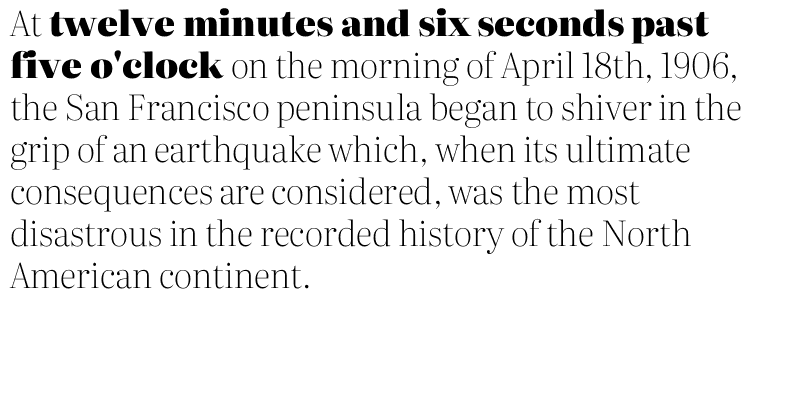 At twelve minutes and six seconds past
five o'clock on the morning of April 18th, 1906,
the San Francisco peninsula began to shiver in the
grip of an earthquake which, when its ultimate
consequences are considered, was the most
disastrous in the recorded history of the North
American continent.